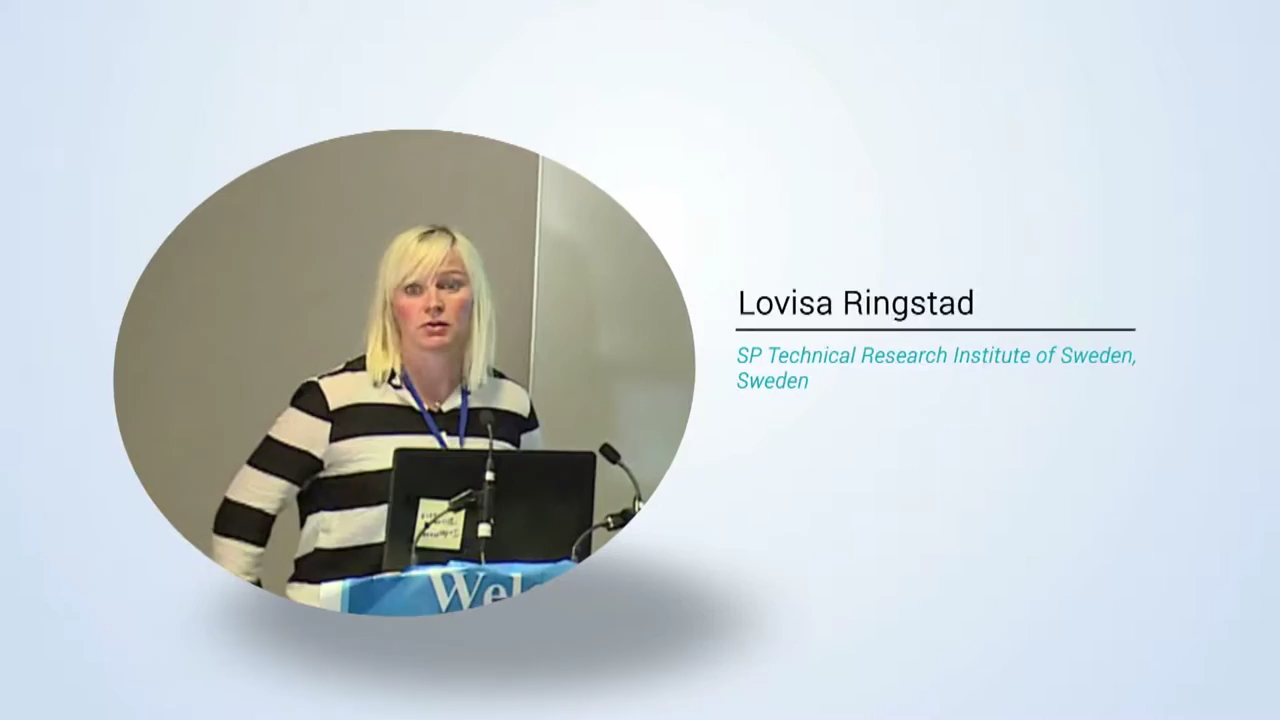 Lovisa Ringstad
SP Technical Research Institute of Sweden,
Sweden
Wel